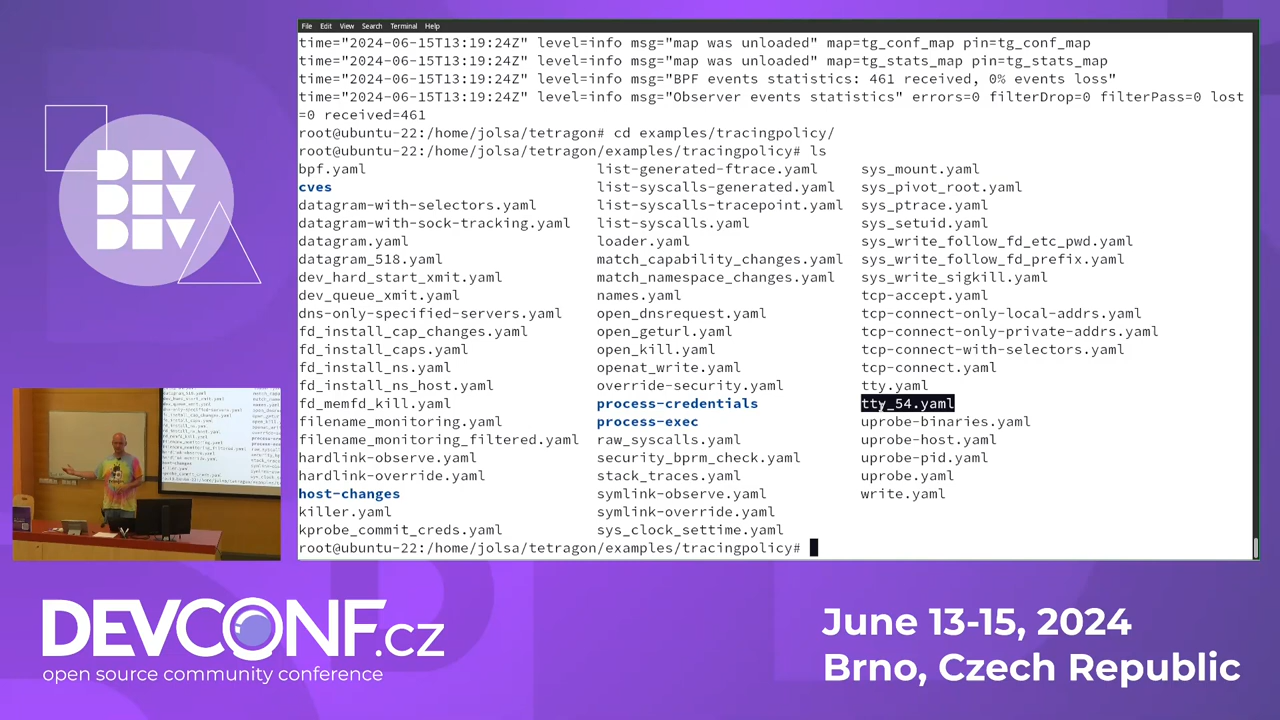 File Edit View Search Terminal Help
time="2024-06-15T13:19:24Z" level=info msg="map was unloaded" map=tg_conf_map pin=tg_conf_map
time="2024-06-15T13:19:24Z" level=info msg="map was unloaded" map=tg_stats_map pin=tg_stats_map
time="2024-06-15T13:19:24Z" level=info msg="BPF events statistics: 461 received, 0% events loss"
time="2024-06-15T13:19:24Z" level=info msg="Observer events statistics" errors=0 filterDrop=0 filterPass=0 lost
=0 received=461
root@ubuntu-22:/home/jolsa/tetragon# cd examples/tracingpolicy/
root@ubuntu-22:/home/jolsa/tetragon/examples/tracingpolicy# ls
bpf.yaml list-generated-ftrace.yaml sys_mount.yaml
cves list-syscalls-generated.yaml sys_pivot_root.yaml
datagram-with-selectors.yaml list-syscalls-tracepoint.yaml sys_ptrace.yaml
datagram-with-sock-tracking.yaml list-syscalls.yaml sys_setuid.yaml
datagram.yaml loader.yaml sys_write_follow_fd_etc_pwd.yaml
datagram_518.yaml match_capability_changes.yaml sys_write_follow_fd_prefix.yaml
dev_hard_start_xmit.yaml match_namespace_changes.yaml sys_write_sigkill.yaml
dev_queue_xmit.yaml names.yaml tcp-accept.yaml
dns-only-specified-servers.yaml open_dnsrequest.yaml tcp-connect-only-local-addrs.yaml
fd_install_cap_changes.yaml open_geturl.yaml tcp-connect-only-private-addrs.yaml
fd_install_caps.yaml open_kill.yaml tcp-connect-with-selectors.yaml
fd_install_ns.yaml openat_write.yaml tcp-connect.yaml
fd_install_ns_host.yaml override-security.yaml tty.yaml
fd_memfd_kill.yaml process-credentials tty_54.yaml
filename_monitoring.yaml process-exec uprobe-binaries.yaml
filename_monitoring_filtered.yaml raw_syscalls.yaml uprobe-host.yaml
hardlink-observe.yaml security_bprm_check.yaml uprobe-pid.yaml
hardlink-override.yaml stack_traces.yaml uprobe.yaml
host-changes symlink-observe.yaml write.yaml
killer.yaml symlink-override.yaml
kprobe_commit_creds.yaml sys_clock_settime.yaml
root@ubuntu-22:/home/jolsa/tetragon/examples/tracingpolicy#
DEV
DEV
DEV
DEVCONF.cz
open source community conference
June 13-15, 2024
Brno, Czech Republic